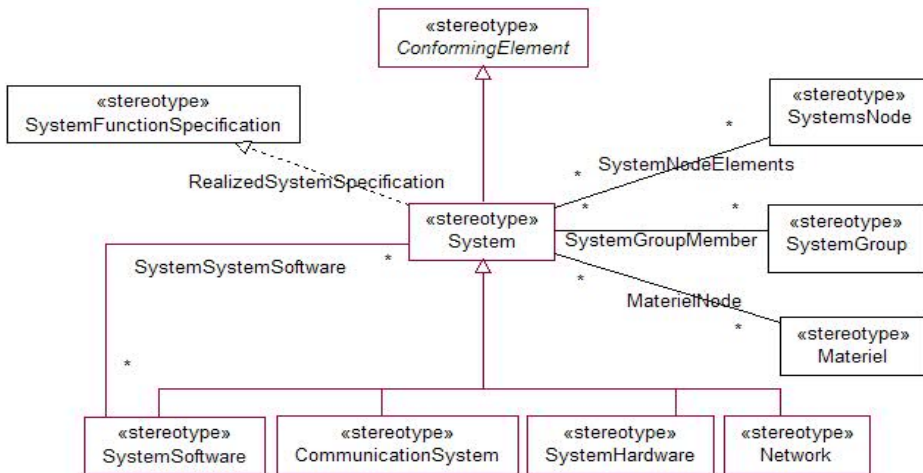 «stereotype»
ConformingElement
«stereotype»
SystemFunctionSpecification
«stereotype»
SystemsNode
*
SystemNodeElements
RealizedSystemSpecification
*
«stereotype»
System
*
*
SystemGroupMember
«stereotype»
SystemGroup
SystemSystemSoftware
*
*
MaterielNode
*
«stereotype»
Materiel
*
«stereotype»
SystemSoftware
«stereotype»
CommunicationSystem
«stereotype»
SystemHardware
«stereotype»
Network